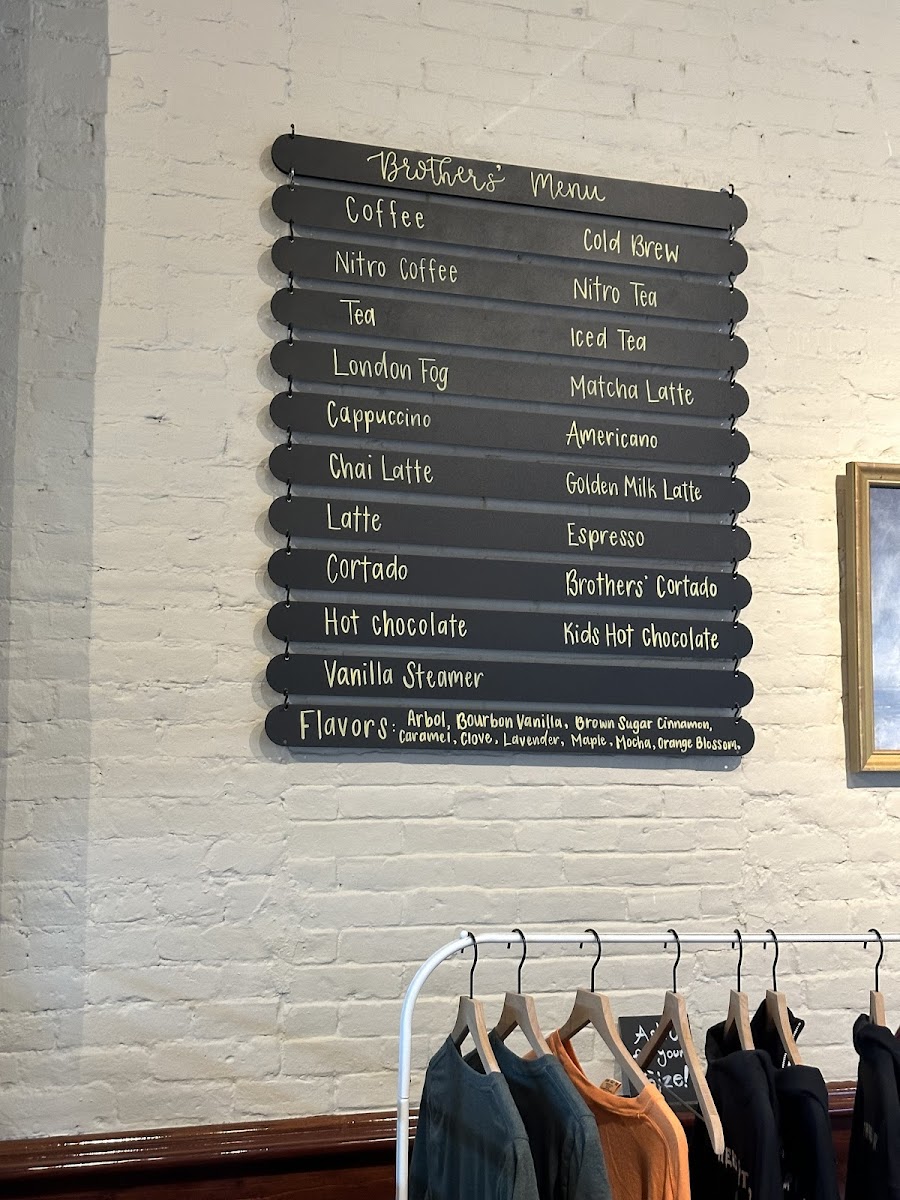 Brothers' Menu
Coffee
Cold Brew
Nitro Coffee
Nitro Tea
Tea
Iced Tea
London Fog
Matcha Latte
Cappuccino
Americano
Chai Latte
Golden Milk Latte
Latte
Espresso
Cortado
Brothers' Cortado
Hot chocolate
Kids Hot chocolate
Vanilla Steamer
Flavors: Arbol, Bourbon Vanilla, Brown Sugar Cinnamon,
Caramel, Clove, Lavender, Maple, Mocha, Orange Blossom,
your
Size!